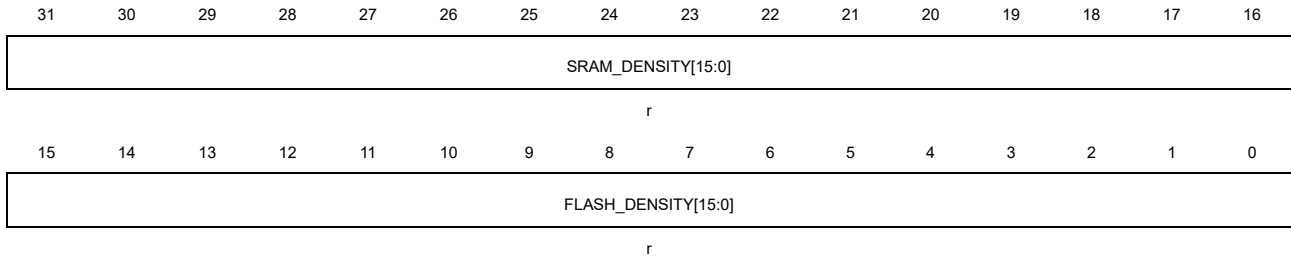 31 30 29 28 27 26 25 24 23 22 21 20 19 18 17 16
SRAM_DENSITY[15:0]
r
15 14 13 12 11 10 9 8 7 6 5 4 3 2 1 0
FLASH_DENSITY[15:0]
r